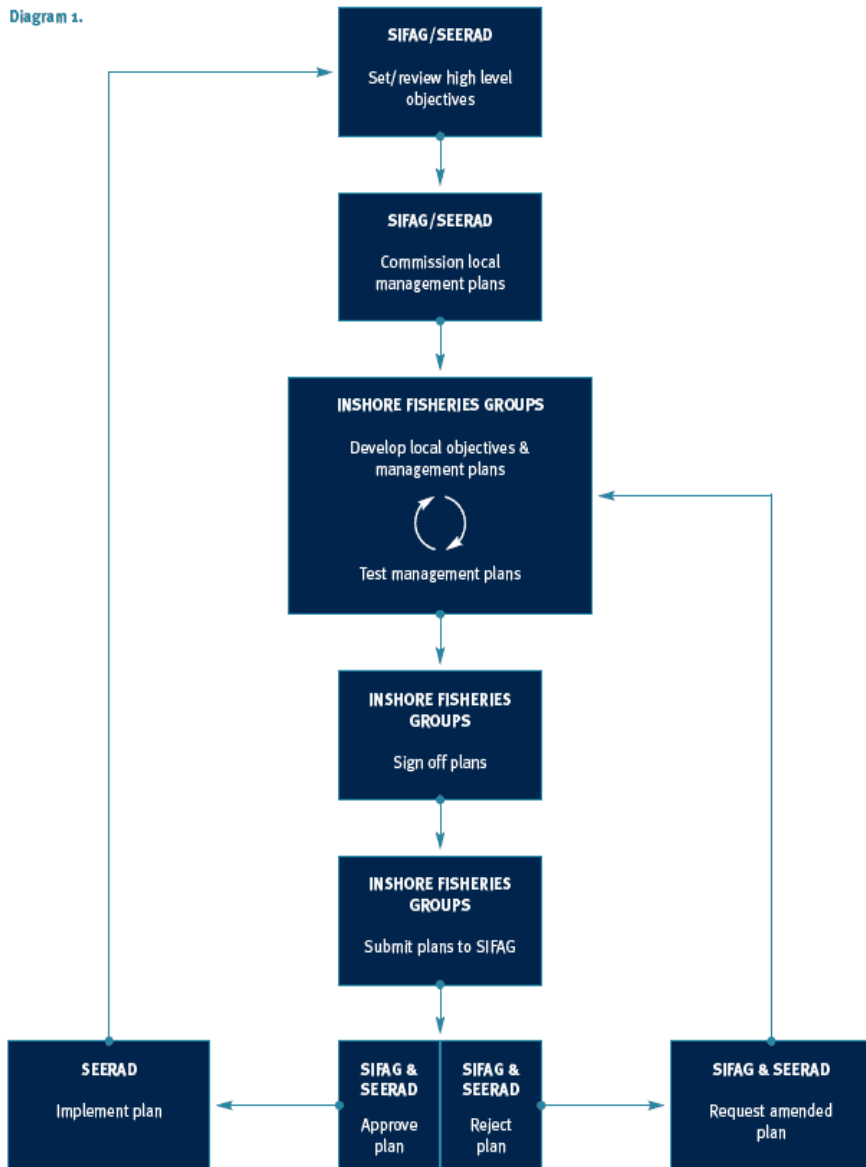 Diagram 1.
SIFAG/SEERAD
Set/review high level
objectives
SIFAG/SEERAD
Commission local
management plans
INSHORE FISHERIES GROUPS
Develop local objectives &
management plans
Test management plans
INSHORE FISHERIES
GROUPS
Sign off plans
INSHORE FISHERIES
GROUPS
Submit plans to SIFAG
SEERAD
Implement plan
SIFAG &
SEERAD
Approve
plan
SIFAG &
SEERAD
Reject
plan
SIFAG & SEERAD
Request amended
plan